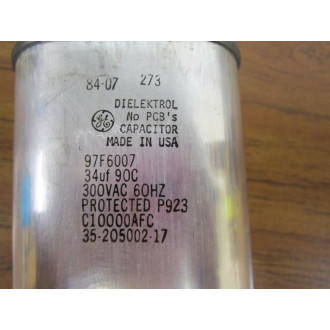 84-07 273
DIELEKTROL
No PCB's
GE CAPACITOR
MADE IN USA
97F6007
34uf 90C
300VAC 60HZ
PROTECTED P923
C10000AFC
35-205002-17